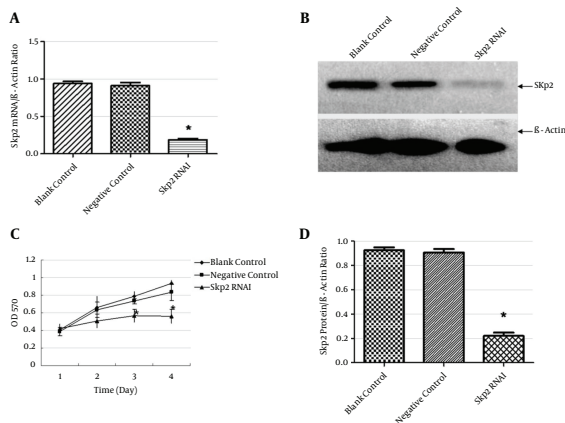 A
Skp2 mRNA/ß-Actin Ratio
1.5
1.0
0.5
0.0
*
Blank Control
Negative Control
Skp2 RNAI
B
Blank Control
Negative Control
Skp2 RNAI
SKp2
ß-Actin
C
OD 570
1.2
1
0.8
0.6
0.4
0.2
0
1 2 3 4
Time (Day)
* *
Blank Control
Negative Control
Skp2 RNAI
D
Skp2 Protein/ß-Actin Ratio
1.0
0.8
0.6
0.4
0.2
0.0
*
Blank Control
Negative Control
Skp2 RNAI